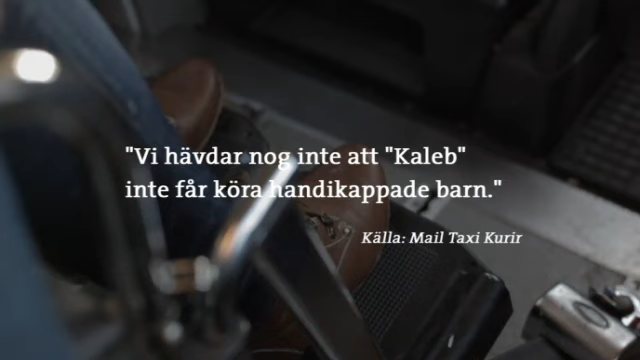 "Vi hävdar nog inte att "Kaleb"
inte får köra handikappade barn."
Källa: Mail Taxi Kurir